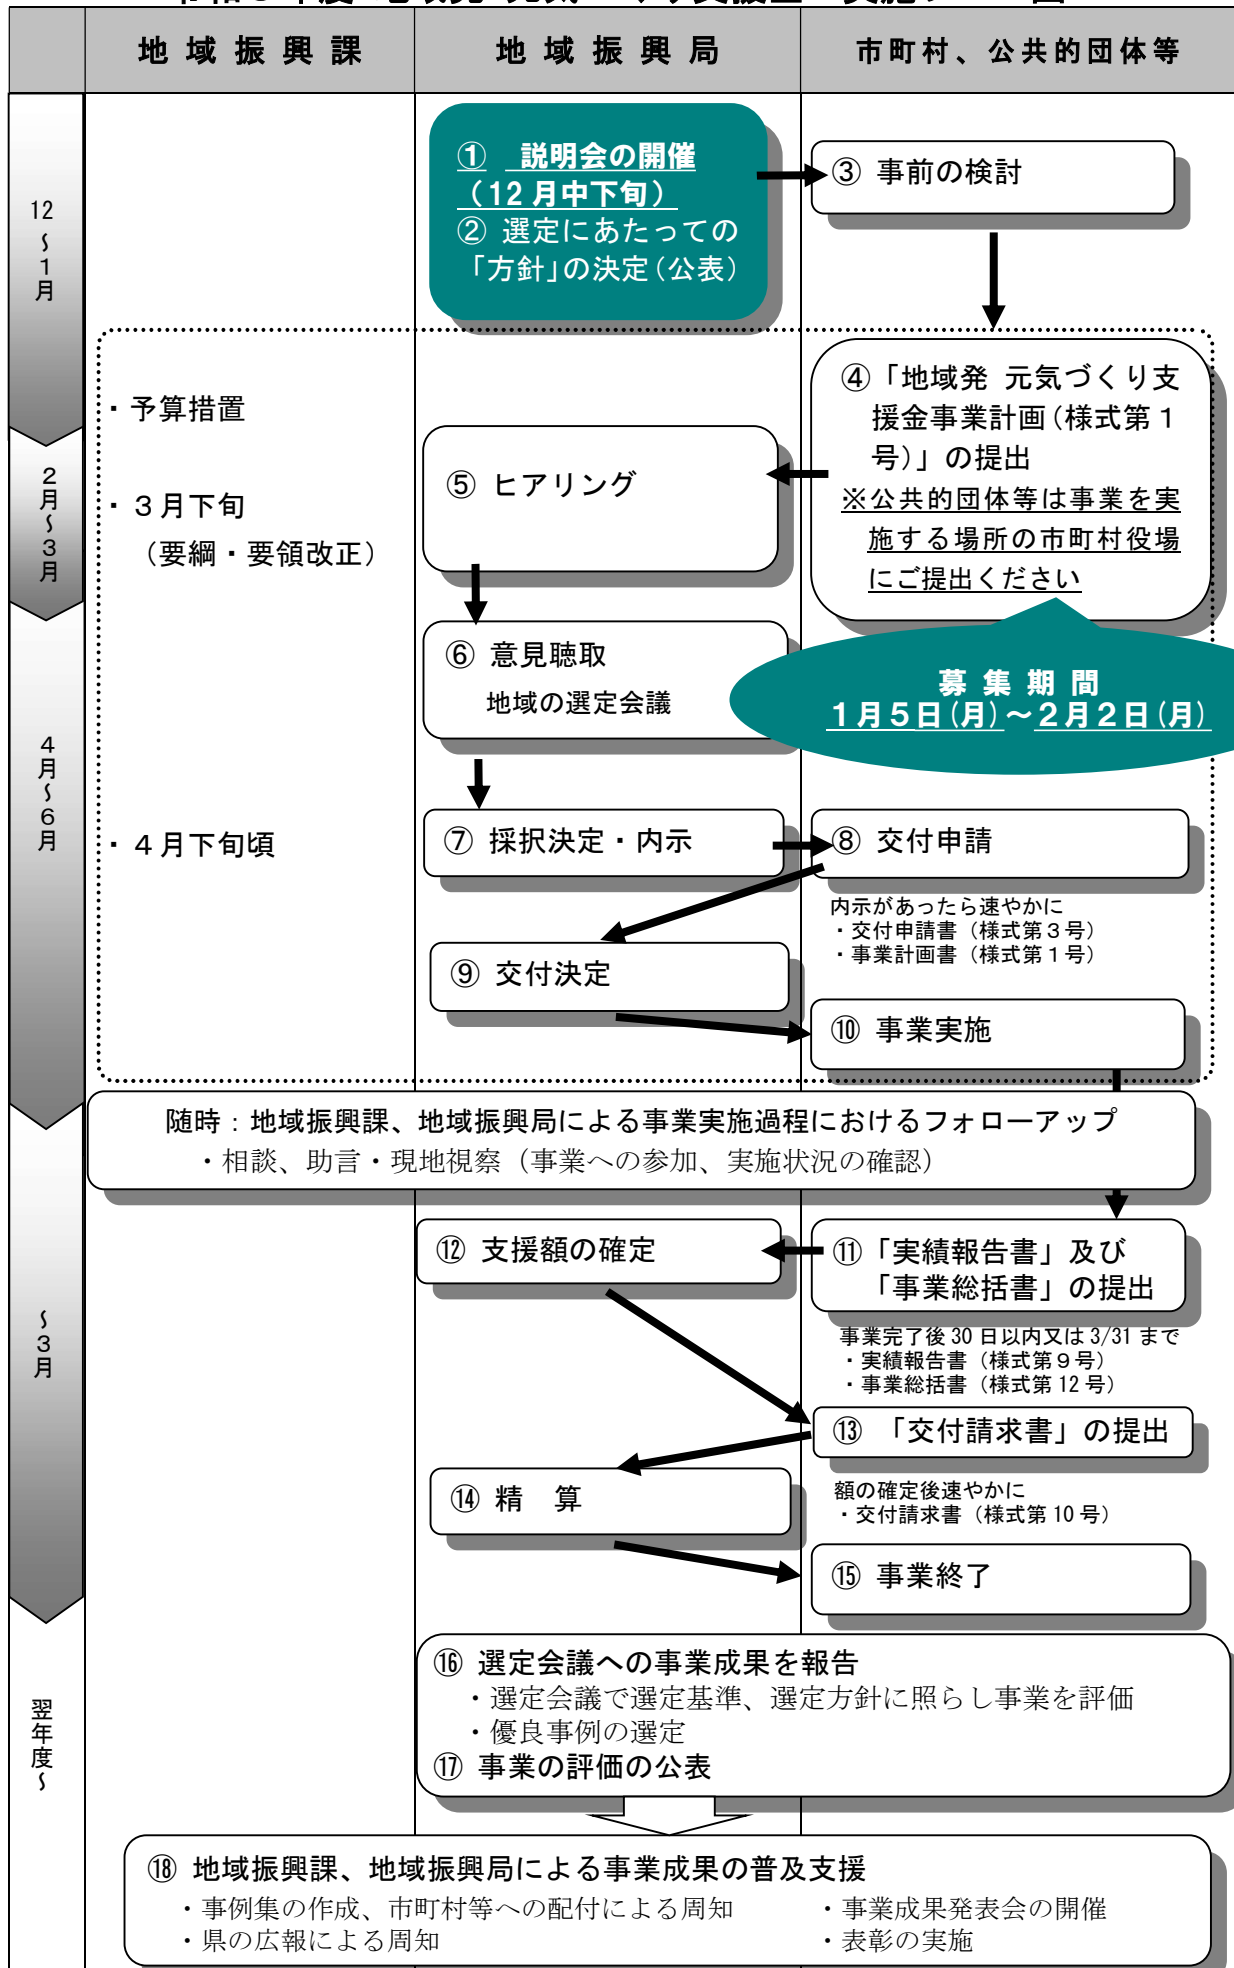 地域振興課
地域振興局
市町村、公共的団体等
12～1月
① 説明会の開催
（12月中下旬）
② 選定にあたっての
「方針」の決定（公表）
③ 事前の検討
・予算措置
④「地域発 元気づくり支
援金事業計画（様式第1
号）」の提出
※公共的団体等は事業を実
施する場所の市町村役場
にご提出ください
2月～3月
・3月下旬
（要綱・要領改正）
⑤ ヒアリング
募集期間
1月5日（月）～2月2日（月）
⑥ 意見聴取
地域の選定会議
4月～6月
・4月下旬頃
⑦ 採択決定・内示
⑧ 交付申請
内示があったら速やかに
・交付申請書（様式第3号）
・事業計画書（様式第1号）
⑨ 交付決定
⑩ 事業実施
随時：地域振興課、地域振興局による事業実施過程におけるフォローアップ
・相談、助言・現地視察（事業への参加、実施状況の確認）
～3月
⑫ 支援額の確定
⑪「実績報告書」及び
「事業総括書」の提出
事業完了後30日以内又は3/31まで
・実績報告書（様式第9号）
・事業総括書（様式第12号）
⑬ 「交付請求書」の提出
額の確定後速やかに
・交付請求書（様式第10号）
⑭ 精　算
⑮ 事業終了
翌年度～
⑯ 選定会議への事業成果を報告
・選定会議で選定基準、選定方針に照らし事業を評価
・優良事例の選定
⑰ 事業の評価の公表
⑱ 地域振興課、地域振興局による事業成果の普及支援
・事例集の作成、市町村等への配付による周知
・事業成果発表会の開催
・県の広報による周知
・表彰の実施